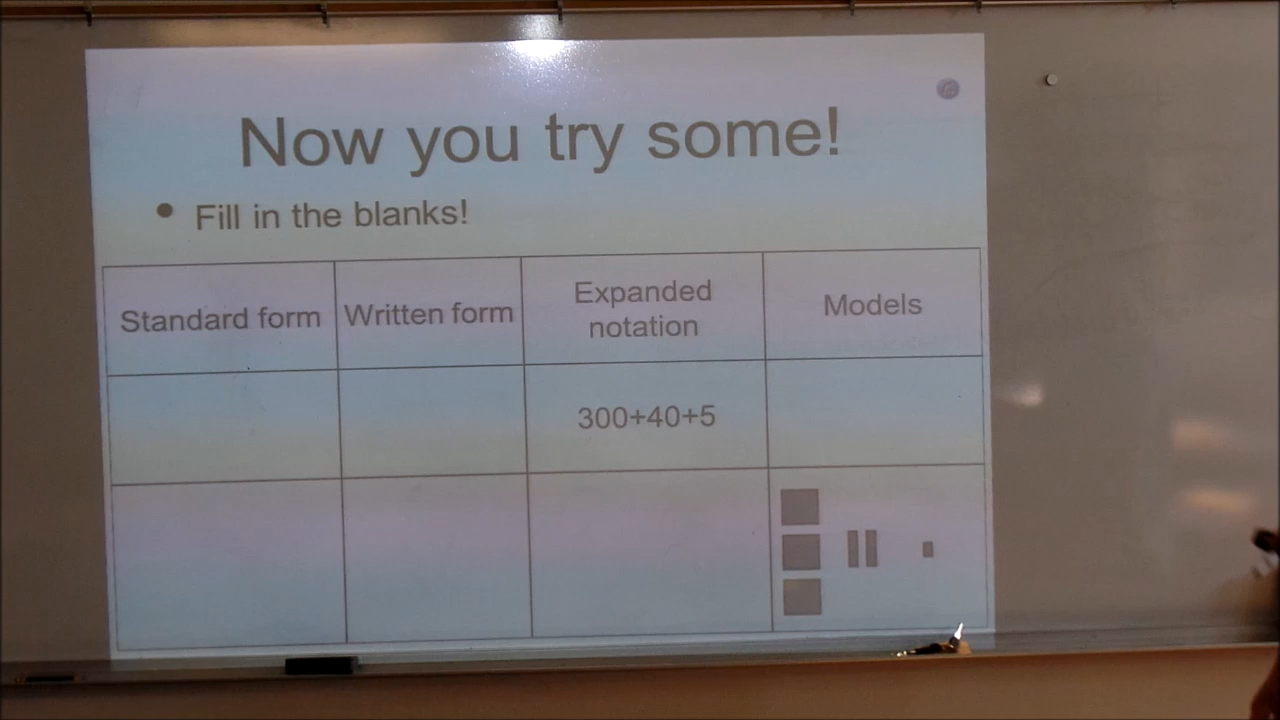 Now you try some!
• Fill in the blanks!
Standard form
Written form
Expanded
notation
Models
300+40+5